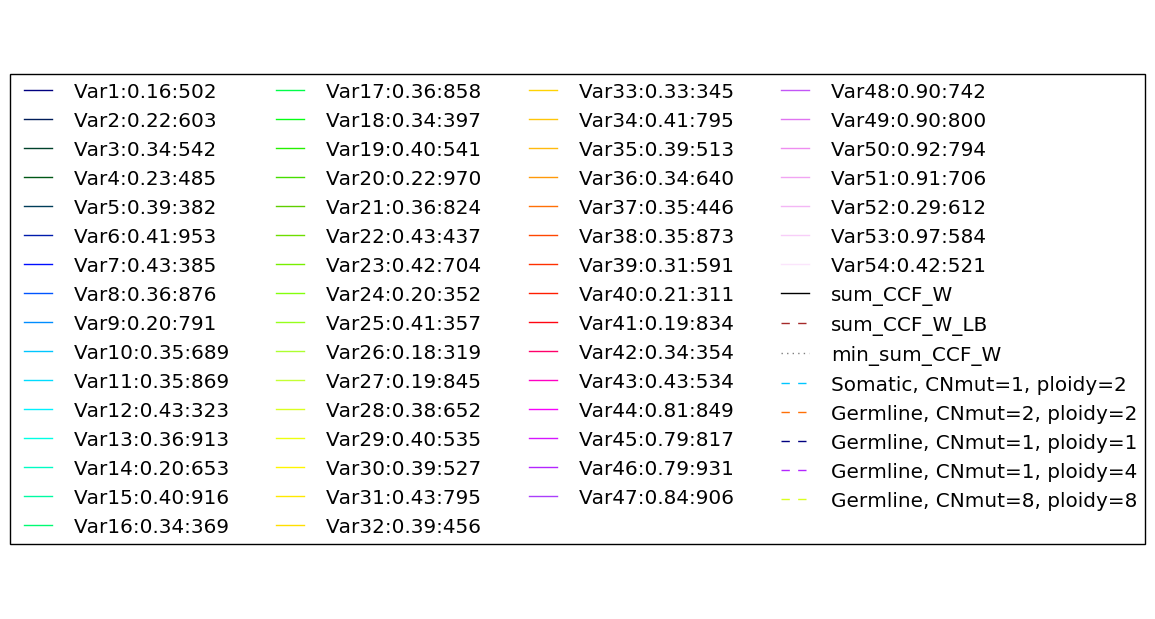 Var1:0.16:502
Var2:0.22:603
Var3:0.34:542
Var4:0.23:485
Var5:0.39:382
Var6:0.41:953
Var7:0.43:385
Var8:0.36:876
Var9:0.20:791
Var10:0.35:689
Var11:0.35:869
Var12:0.43:323
Var13:0.36:913
Var14:0.20:653
Var15:0.40:916
Var16:0.34:369
Var17:0.36:858
Var18:0.34:397
Var19:0.40:541
Var20:0.22:970
Var21:0.36:824
Var22:0.43:437
Var23:0.42:704
Var24:0.20:352
Var25:0.41:357
Var26:0.18:319
Var27:0.19:845
Var28:0.38:652
Var29:0.40:535
Var30:0.39:527
Var31:0.43:795
Var32:0.39:456
Var33:0.33:345
Var34:0.41:795
Var35:0.39:513
Var36:0.34:640
Var37:0.35:446
Var38:0.35:873
Var39:0.31:591
Var40:0.21:311
Var41:0.19:834
Var42:0.34:354
Var43:0.43:534
Var44:0.81:849
Var45:0.79:817
Var46:0.79:931
Var47:0.84:906
Var48:0.90:742
Var49:0.90:800
Var50:0.92:794
Var51:0.91:706
Var52:0.29:612
Var53:0.97:584
Var54:0.42:521
sum_CCF_W
sum_CCF_W_LB
min_sum_CCF_W
Somatic, CNmut=1, ploidy=2
Germline, CNmut=2, ploidy=2
Germline, CNmut=1, ploidy=1
Germline, CNmut=1, ploidy=4
Germline, CNmut=8, ploidy=8